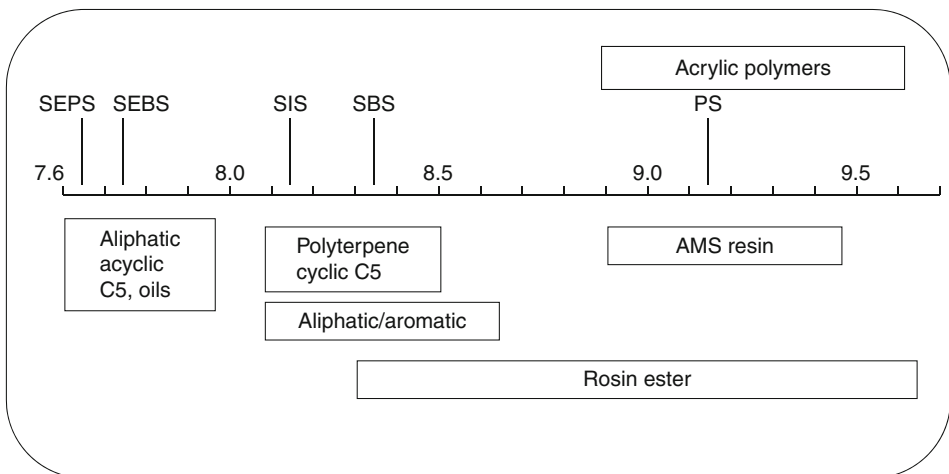 Acrylic polymers
SEPS SEBS SIS SBS PS
7.6 8.0 8.5 9.0 9.5
Aliphatic
acyclic
C5, oils
Polyterpene
cyclic C5
AMS resin
Aliphatic/aromatic
Rosin ester